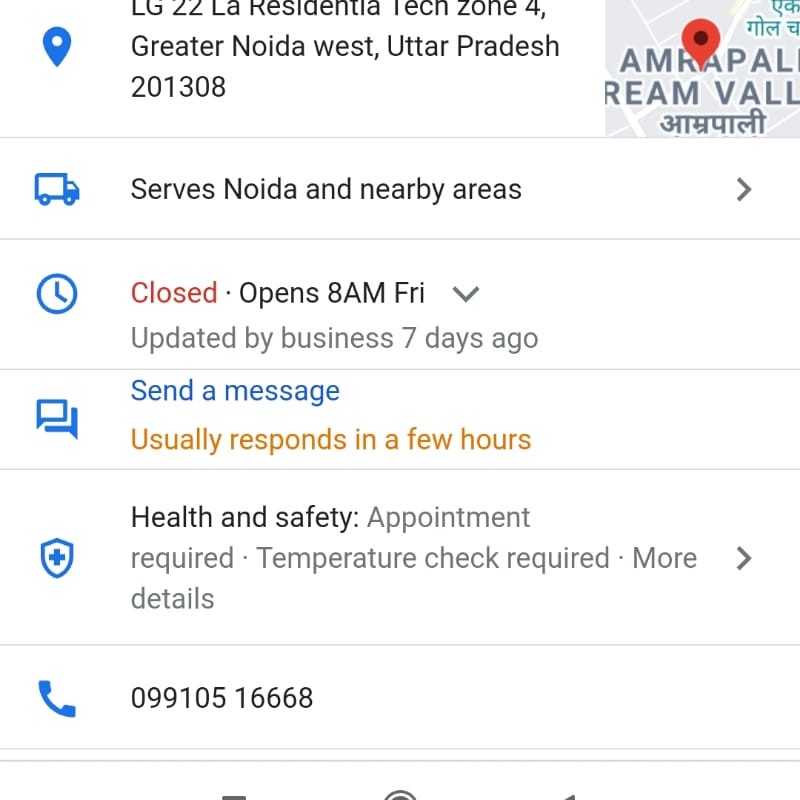 LG 22 La Residentia Tech zone 4,
Greater Noida west, Uttar Pradesh
201308
एक
गोल च
AMRAPALI
REAM VALL
आम्रपाली
Serves Noida and nearby areas
Closed · Opens 8AM Fri
Updated by business 7 days ago
Send a message
Usually responds in a few hours
Health and safety: Appointment
required · Temperature check required · More
details
099105 16668